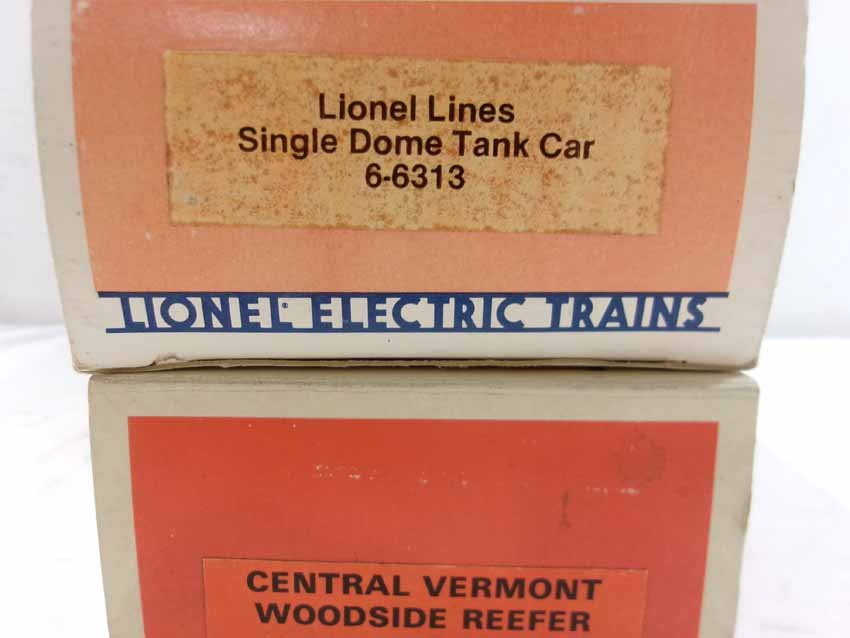 Lionel Lines
Single Dome Tank Car
6-6313
LIONEL® ELECTRIC TRAINS
CENTRAL VERMONT
WOODSIDE REEFER